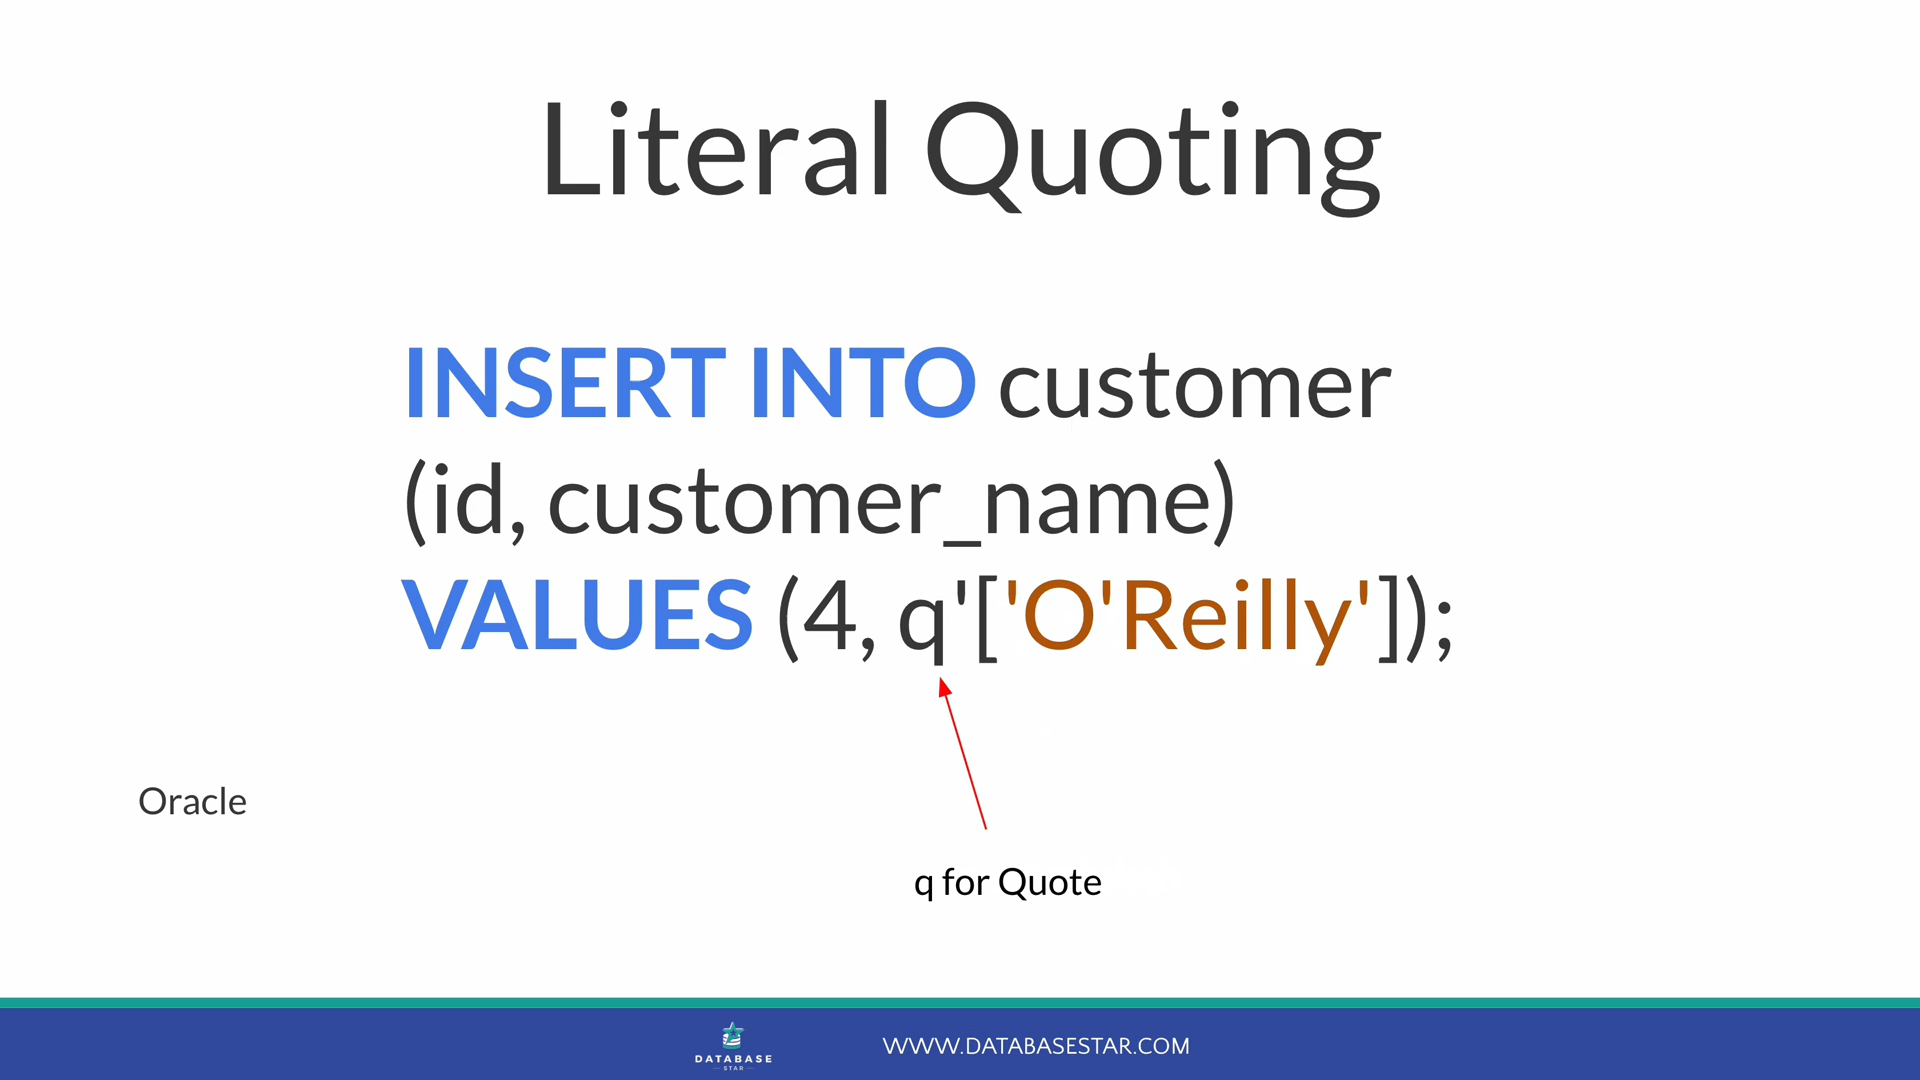 Literal Quoting
INSERT INTO customer
(id, customer_name)
VALUES (4, q'['O'Reilly']);
Oracle
q for Quote
DATABASE
STAR
WWW.DATABASESTAR.COM